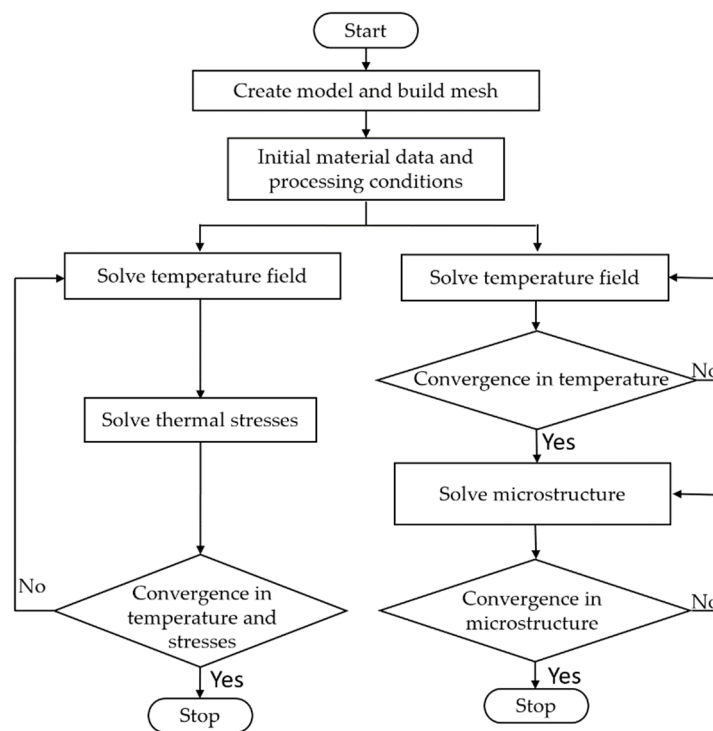 Start
Create model and build mesh
Initial material data and
processing conditions
Solve temperature field
Solve thermal stresses
No
Convergence in
temperature and
stresses
Yes
Stop
Solve temperature field
Convergence in temperature
No
Yes
Solve microstructure
Convergence in
microstructure
No
Yes
Stop